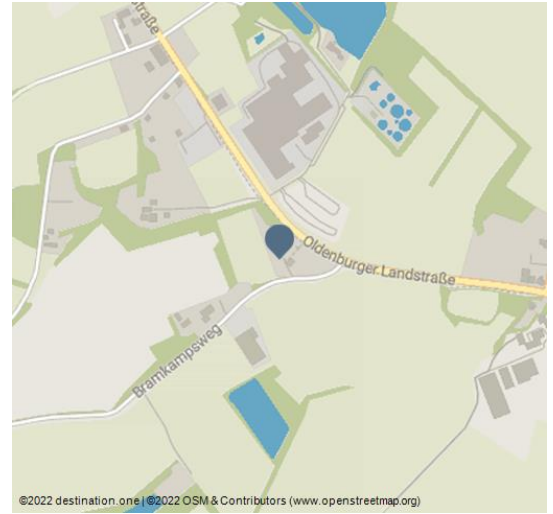 straße
Oldenburger Landstraße
Bramkampsweg
©2022 destination.one | ©2022 OSM & Contributors (www.openstreetmap.org)